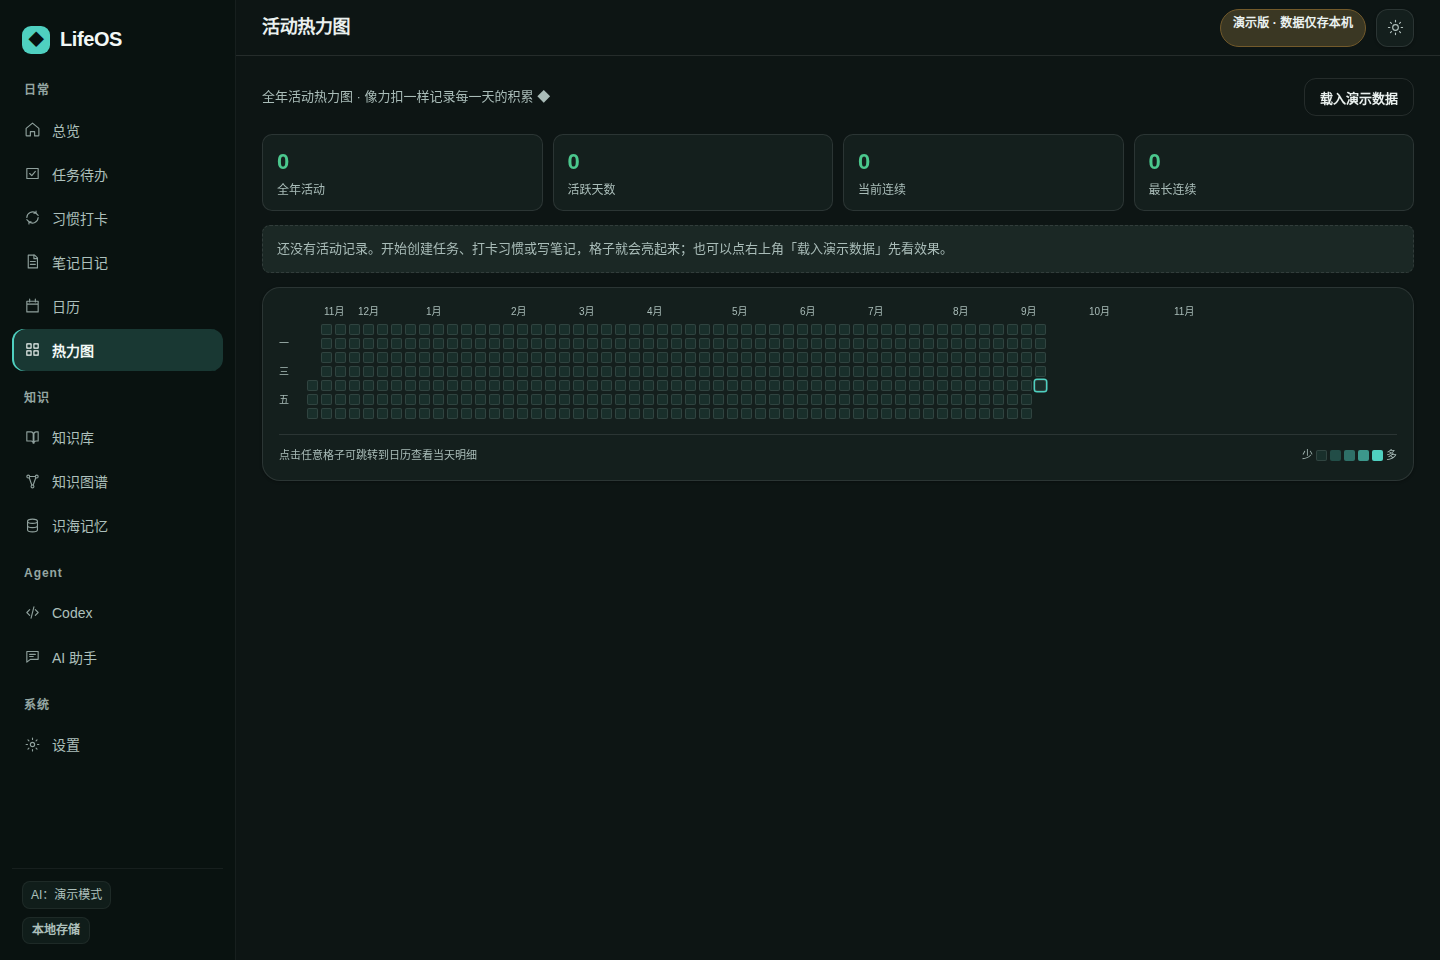 LifeOS
日常
总览
任务待办
习惯打卡
笔记日记
日历
热力图
知识
知识库
知识图谱
识海记忆
Agent
Codex
AI 助手
系统
设置
AI：演示模式
本地存储
活动热力图
演示版 · 数据仅存本机
全年活动热力图 · 像力扣一样记录每一天的积累 ◆
载入演示数据
0
全年活动
0
活跃天数
0
当前连续
0
最长连续
还没有活动记录。开始创建任务、打卡习惯或写笔记，格子就会亮起来；也可以点右上角「载入演示数据」先看效果。
11月 12月 1月 2月 3月 4月 5月 6月 7月 8月 9月 10月 11月
一
三
五
点击任意格子可跳转到日历查看当天明细
少 多